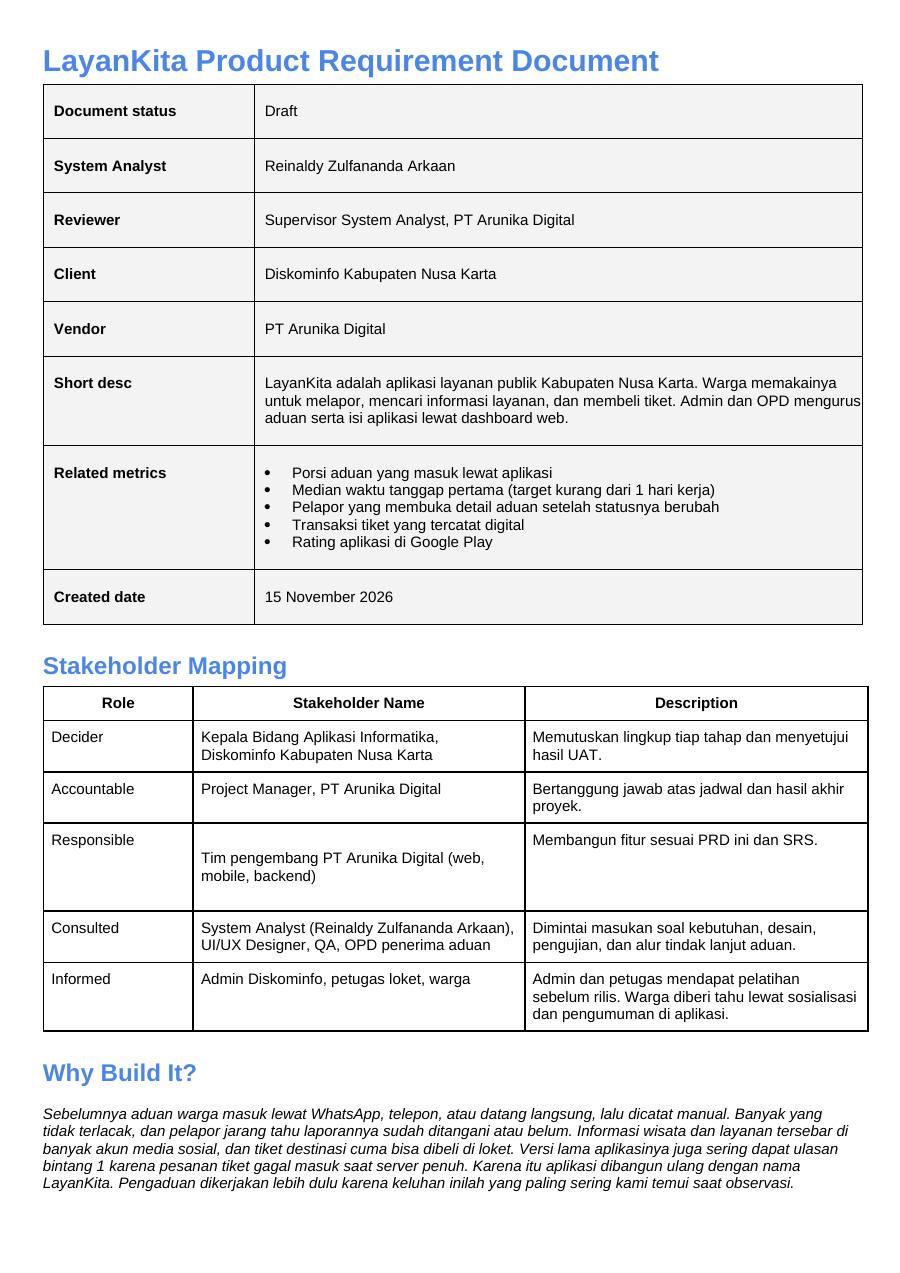 LayanKita Product Requirement Document
Document status
Draft
System Analyst
Reinaldy Zulfananda Arkaan
Reviewer
Supervisor System Analyst, PT Arunika Digital
Client
Diskominfo Kabupaten Nusa Karta
Vendor
PT Arunika Digital
Short desc
LayanKita adalah aplikasi layanan publik Kabupaten Nusa Karta. Warga memakainya
untuk melapor, mencari informasi layanan, dan membeli tiket. Admin dan OPD mengurus
aduan serta isi aplikasi lewat dashboard web.
Related metrics
• Porsi aduan yang masuk lewat aplikasi
• Median waktu tanggap pertama (target kurang dari 1 hari kerja)
• Pelapor yang membuka detail aduan setelah statusnya berubah
• Transaksi tiket yang tercatat digital
• Rating aplikasi di Google Play
Created date
15 November 2026
Stakeholder Mapping
Role
Stakeholder Name
Description
Decider
Kepala Bidang Aplikasi Informatika,
Diskominfo Kabupaten Nusa Karta
Memutuskan lingkup tiap tahap dan menyetujui
hasil UAT.
Accountable
Project Manager, PT Arunika Digital
Bertanggung jawab atas jadwal dan hasil akhir
proyek.
Responsible
Tim pengembang PT Arunika Digital (web,
mobile, backend)
Membangun fitur sesuai PRD ini dan SRS.
Consulted
System Analyst (Reinaldy Zulfananda Arkaan),
UI/UX Designer, QA, OPD penerima aduan
Dimintai masukan soal kebutuhan, desain,
pengujian, dan alur tindak lanjut aduan.
Informed
Admin Diskominfo, petugas loket, warga
Admin dan petugas mendapat pelatihan
sebelum rilis. Warga diberi tahu lewat sosialisasi
dan pengumuman di aplikasi.
Why Build It?
Sebelumnya aduan warga masuk lewat WhatsApp, telepon, atau datang langsung, lalu dicatat manual. Banyak yang
tidak terlacak, dan pelapor jarang tahu laporannya sudah ditangani atau belum. Informasi wisata dan layanan tersebar di
banyak akun media sosial, dan tiket destinasi cuma bisa dibeli di loket. Versi lama aplikasinya juga sering dapat ulasan
bintang 1 karena pesanan tiket gagal masuk saat server penuh. Karena itu aplikasi dibangun ulang dengan nama
LayanKita. Pengaduan dikerjakan lebih dulu karena keluhan inilah yang paling sering kami temui saat observasi.